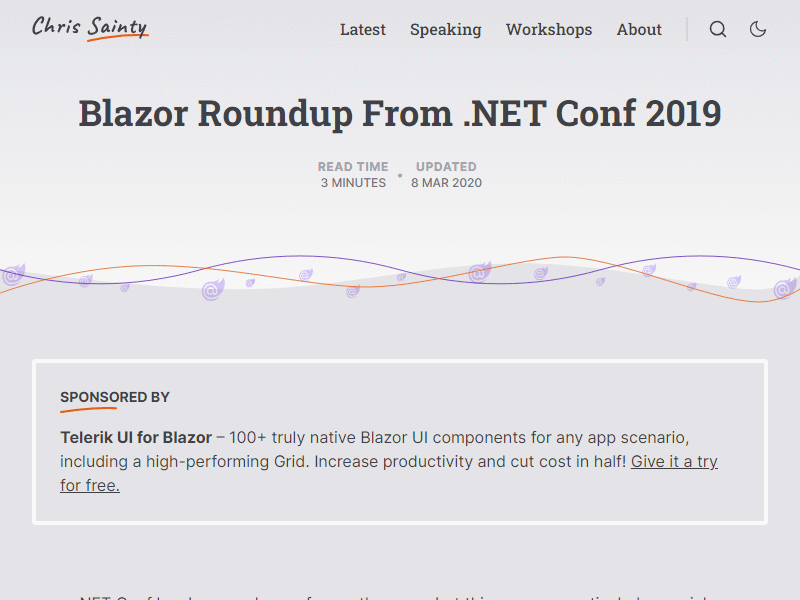 Chris Sainty
Latest
Speaking
Workshops
About
Blazor Roundup From .NET Conf 2019
READ TIME
3 MINUTES
•
UPDATED
8 MAR 2020
SPONSORED BY
Telerik UI for Blazor – 100+ truly native Blazor UI components for any app scenario,
including a high-performing Grid. Increase productivity and cut cost in half! Give it a try
for free.